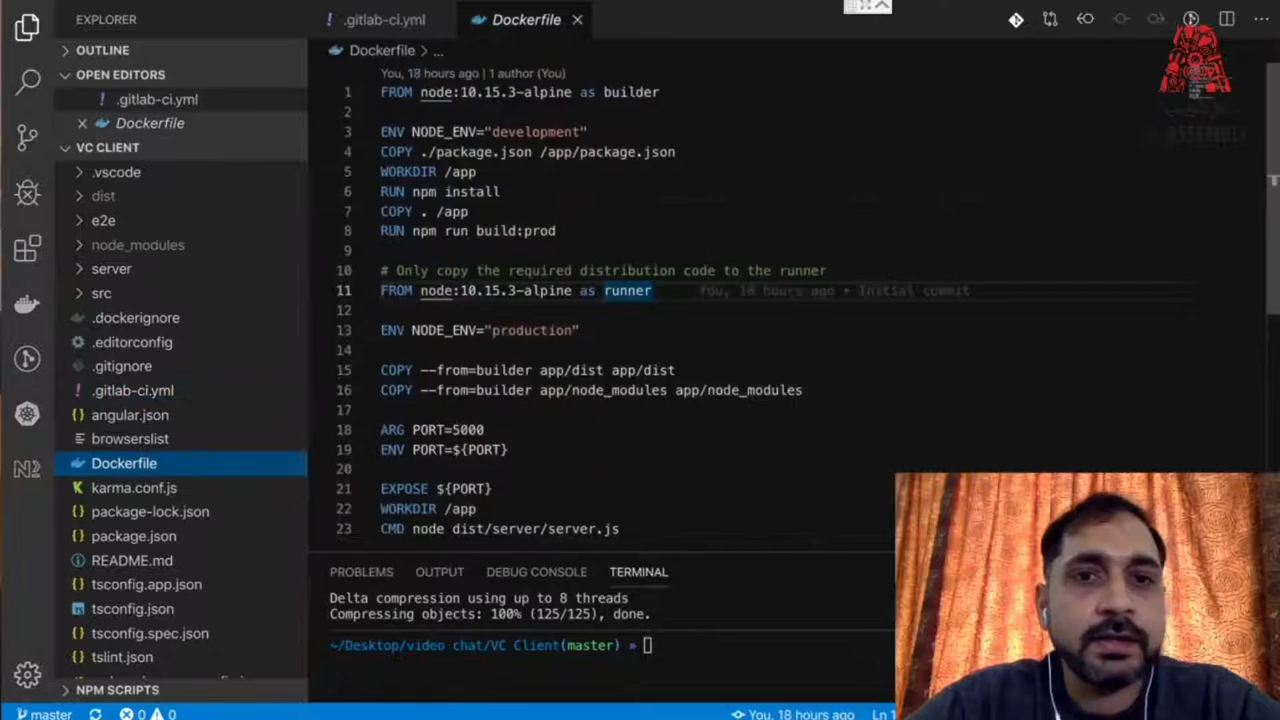 EXPLORER
OUTLINE
OPEN EDITORS
! .gitlab-ci.yml
Dockerfile
VC CLIENT
.vscode
dist
e2e
node_modules
server
src
.dockerignore
.editorconfig
.gitignore
! .gitlab-ci.yml
{} angular.json
browserslist
Dockerfile
K karma.conf.js
{} package-lock.json
{} package.json
README.md
{} tsconfig.app.json
tsconfig.json
{} tsconfig.spec.json
{} tslint.json
NPM SCRIPTS
! .gitlab-ci.yml
Dockerfile
Dockerfile > ...
You, 18 hours ago | 1 author (You)
1 FROM node:10.15.3-alpine as builder
2
3 ENV NODE_ENV="development"
4 COPY ./package.json /app/package.json
5 WORKDIR /app
6 RUN npm install
7 COPY . /app
8 RUN npm run build:prod
9
10 # Only copy the required distribution code to the runner
11 FROM node:10.15.3-alpine as runner You, 18 hours ago • Initial commit
12
13 ENV NODE_ENV="production"
14
15 COPY --from=builder app/dist app/dist
16 COPY --from=builder app/node_modules app/node_modules
17
18 ARG PORT=5000
19 ENV PORT=${PORT}
20
21 EXPOSE ${PORT}
22 WORKDIR /app
23 CMD node dist/server/server.js
PROBLEMS OUTPUT DEBUG CONSOLE TERMINAL
Delta compression using up to 8 threads
Compressing objects: 100% (125/125), done.
~/Desktop/video chat/VC Client(master) »
master 0 0 You, 18 hours ago Ln 1